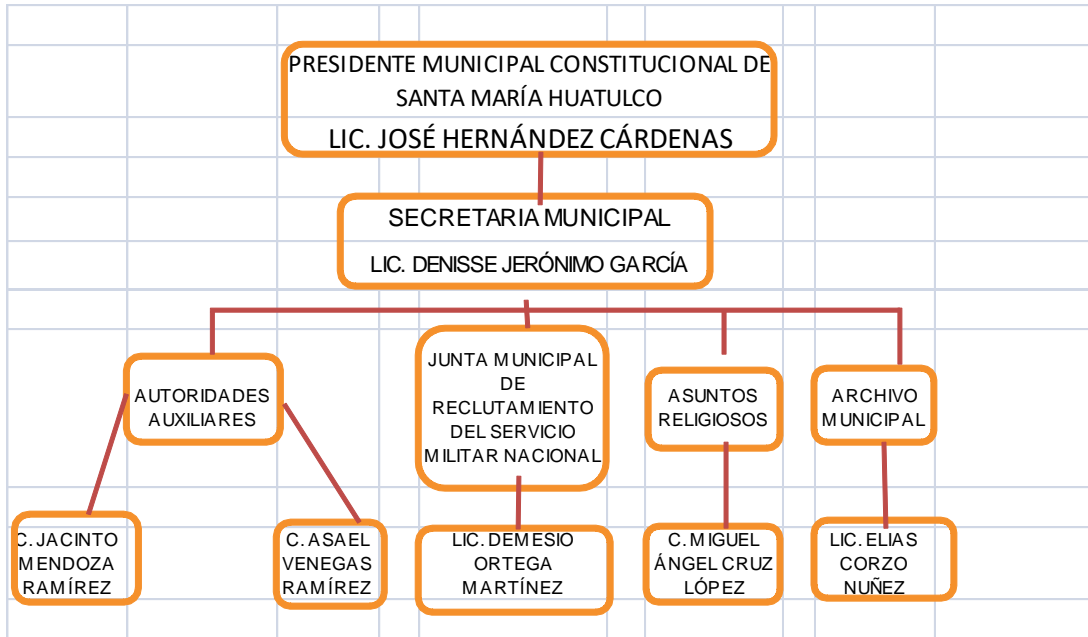 PRESIDENTE MUNICIPAL CONSTITUCIONAL DE
SANTA MARÍA HUATULCO
LIC. JOSÉ HERNÁNDEZ CÁRDENAS
SECRETARIA MUNICIPAL
LIC. DENISSE JERÓNIMO GARCÍA
AUTORIDADES
AUXILIARES
JUNTA MUNICIPAL
DE
RECLUTAMIENTO
DEL SERVICIO
MILITAR NACIONAL
ASUNTOS
RELIGIOSOS
ARCHIVO
MUNICIPAL
C. JACINTO
MENDOZA
RAMÍREZ
C. ASAEL
VENEGAS
RAMÍREZ
LIC. DEMESIO
ORTEGA
MARTÍNEZ
C. MIGUEL
ÁNGEL CRUZ
LÓPEZ
LIC. ELIAS
CORZO
NUÑEZ